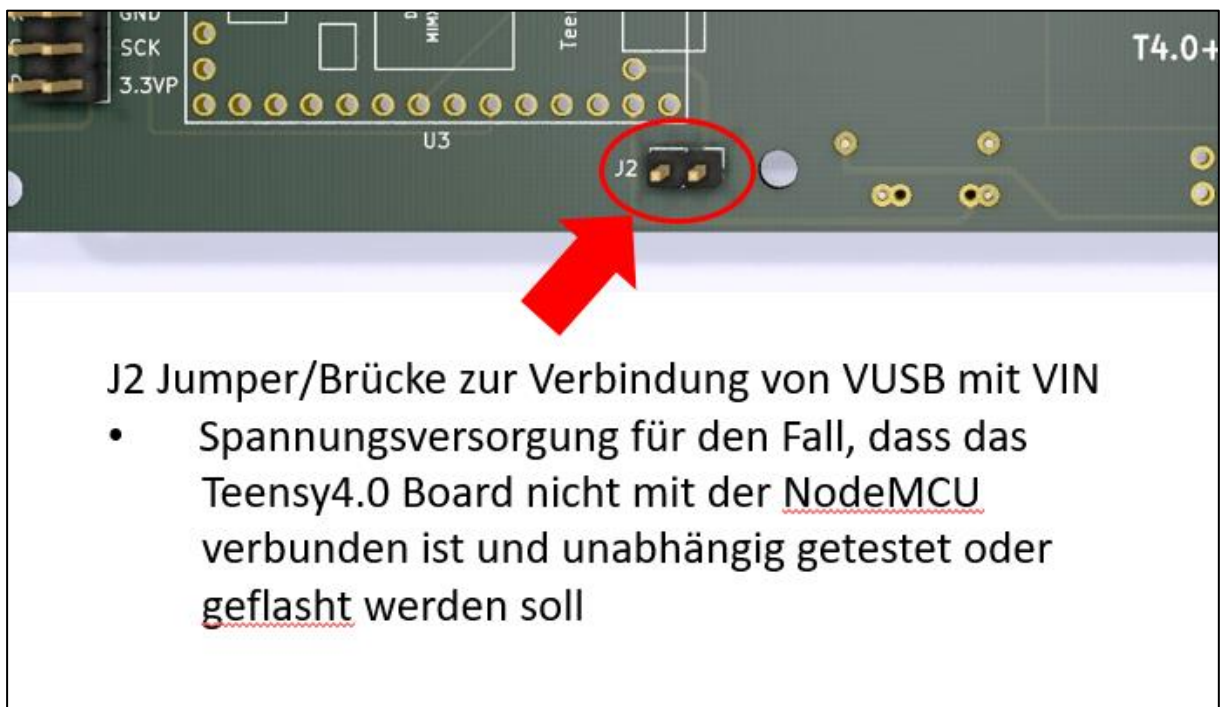 GND
SCK
3.3VP
MIMX
Tee
T4.0+
U3
J2
J2 Jumper/Brücke zur Verbindung von VUSB mit VIN
• Spannungsversorgung für den Fall, dass das
Teensy4.0 Board nicht mit der NodeMCU
verbunden ist und unabhängig getestet oder
geflasht werden soll